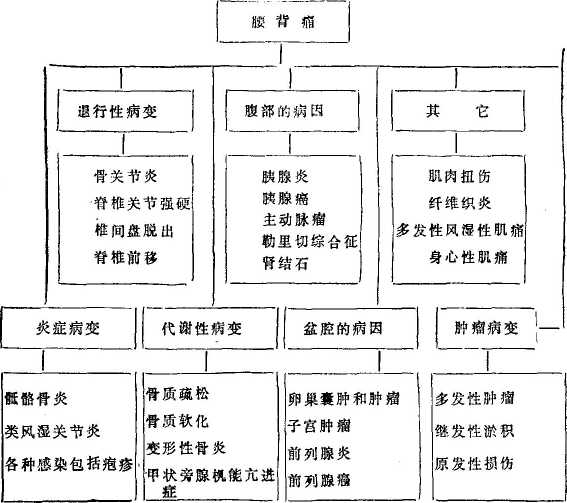 腰背痛
退行性病变
骨关节炎
脊椎关节强硬
椎间盘脱出
脊椎前移
腹部的病因
胰腺炎
胰腺癌
主动脉瘤
勒里切综合征
肾结石
其它
肌肉扭伤
纤维织炎
多发性风湿性肌痛
身心性肌痛
炎症病变
骶骼骨炎
类风湿关节炎
各种感染包括疱疹
代谢性病变
骨质疏松
骨质软化
变形性骨炎
甲状旁腺机能亢进
症
盆腔的病因
卵巢囊肿和肿瘤
子宫肿瘤
前列腺炎
前列腺癌
肿瘤病变
多发性肿瘤
继发性淤积
原发性损伤